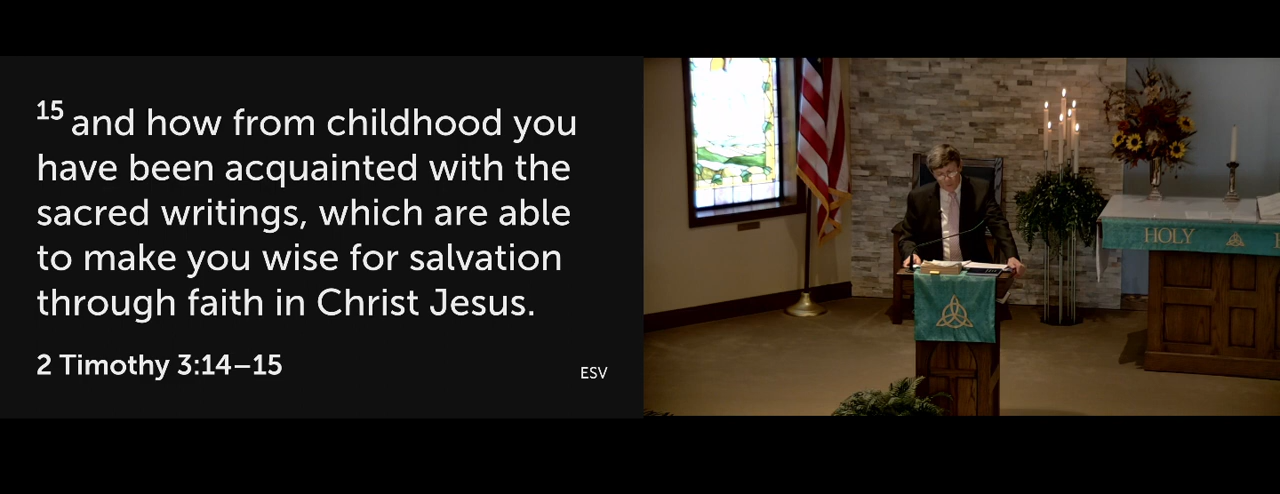 15 and how from childhood you
have been acquainted with the
sacred writings, which are able
to make you wise for salvation
through faith in Christ Jesus.
2 Timothy 3:14–15
ESV
HOLY